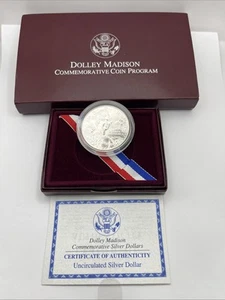 DOLLEY MADISON
COMMEMORATIVE COIN PROGRAM
Dolley Madison
Commemorative Silver Dollars
CERTIFICATE OF AUTHENTICITY
Uncirculated Silver Dollar